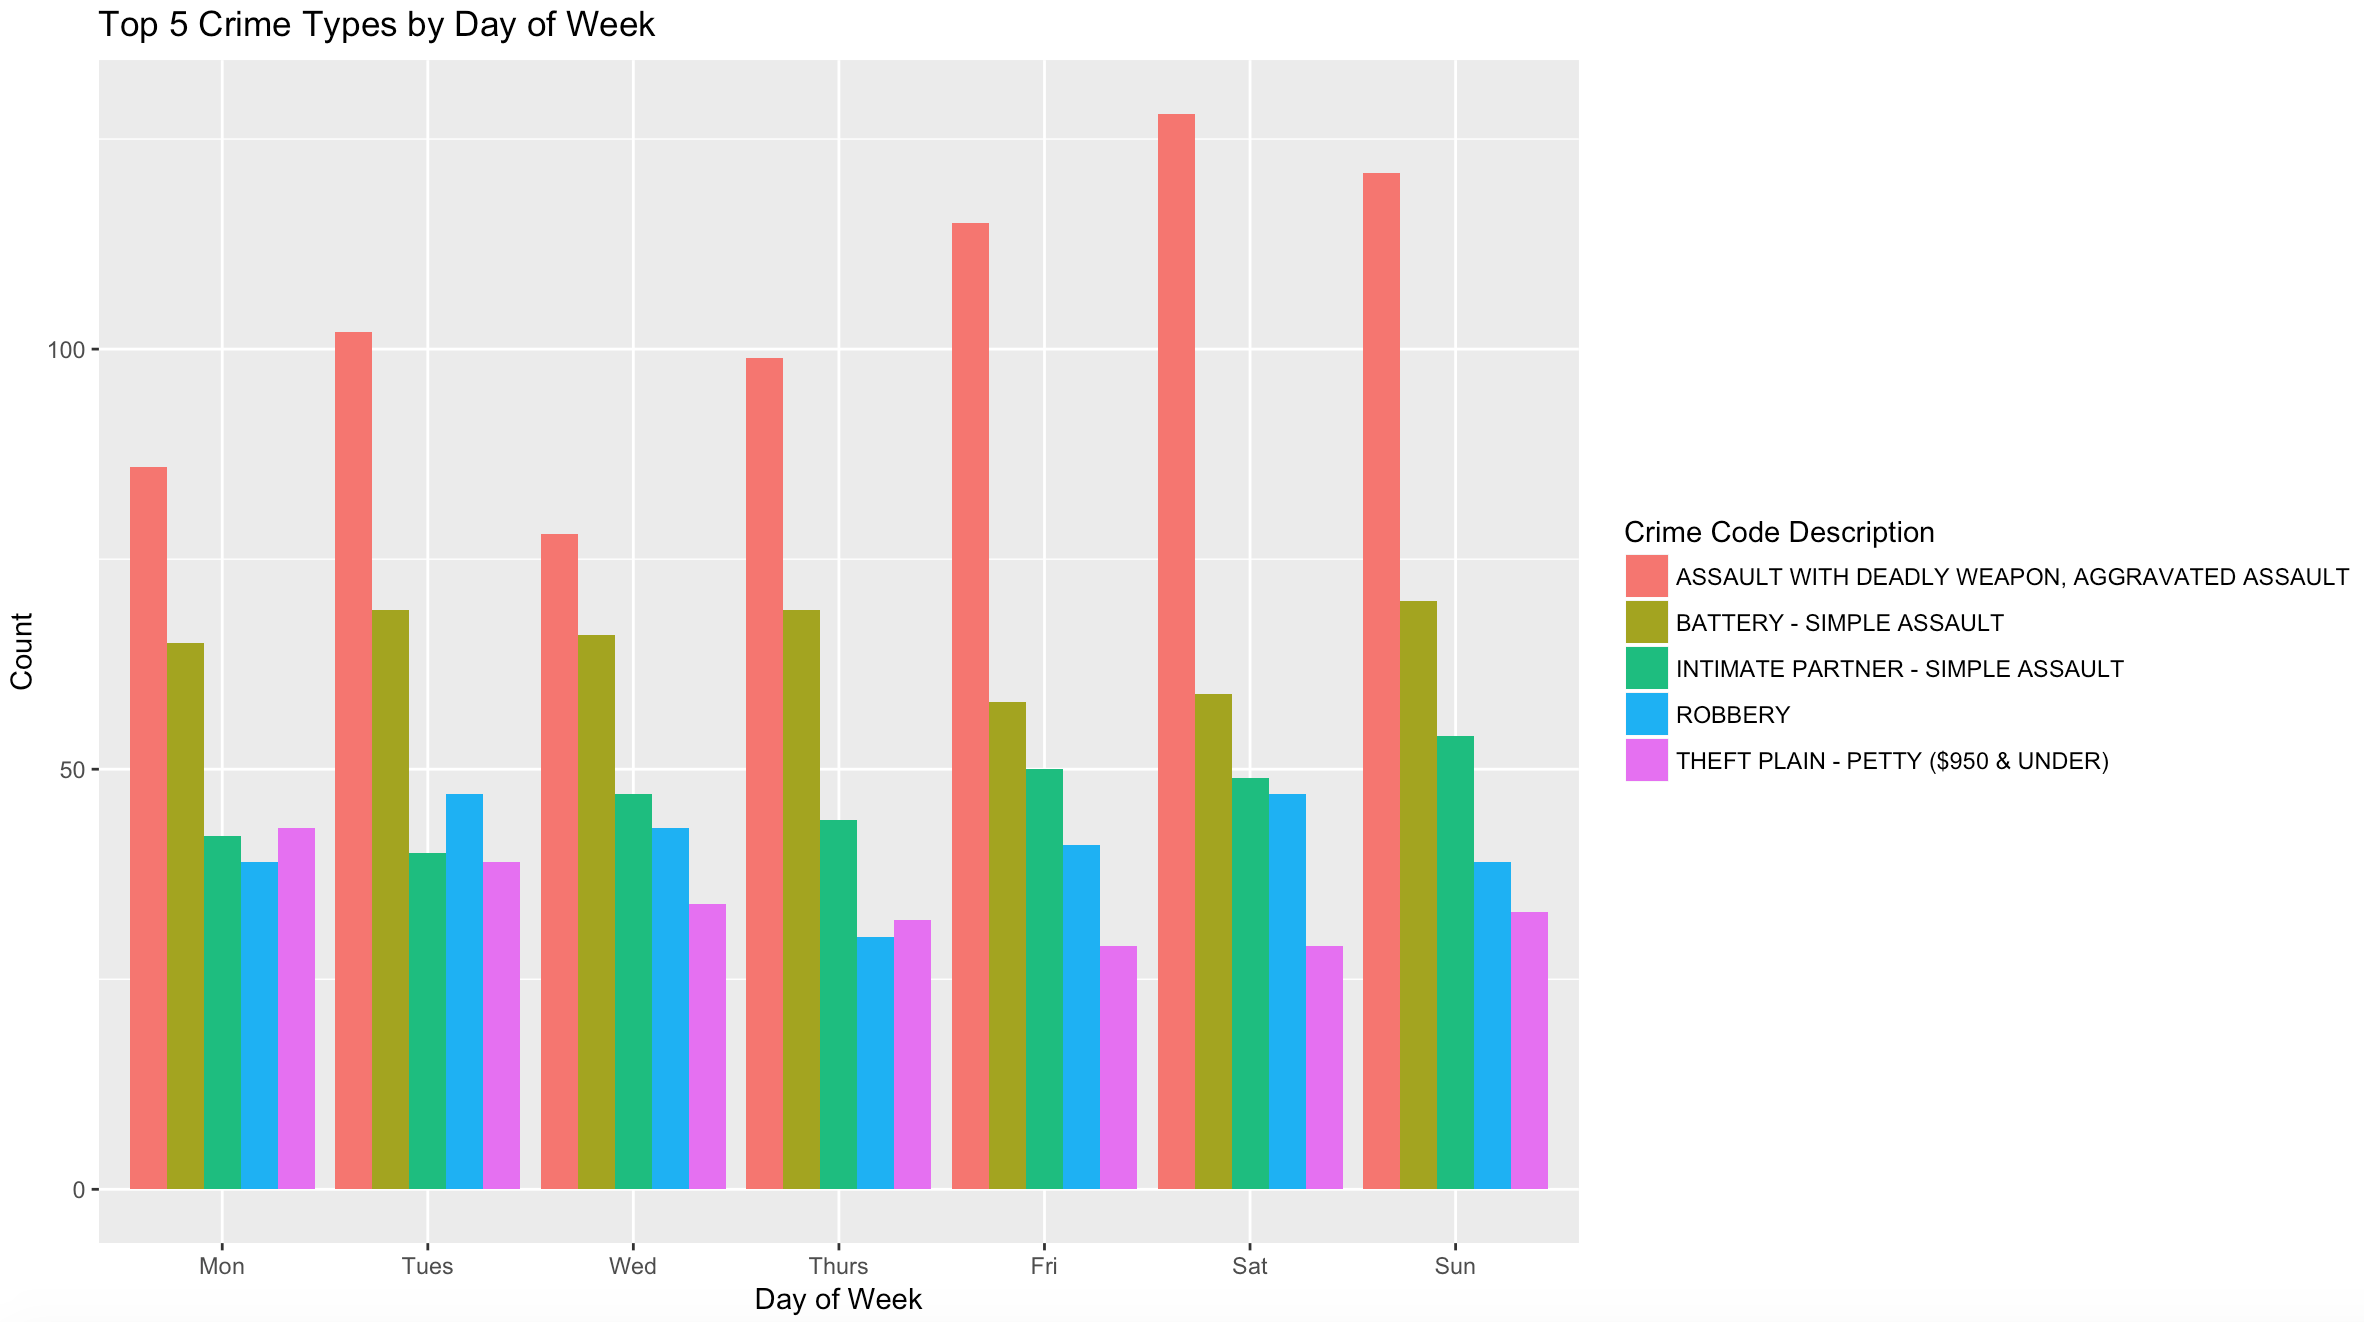 Top 5 Crime Types by Day of Week
Count
100
50
0
Mon Tues Wed Thurs Fri Sat Sun
Day of Week
Crime Code Description
ASSAULT WITH DEADLY WEAPON, AGGRAVATED ASSAULT
BATTERY - SIMPLE ASSAULT
INTIMATE PARTNER - SIMPLE ASSAULT
ROBBERY
THEFT PLAIN - PETTY ($950 & UNDER)